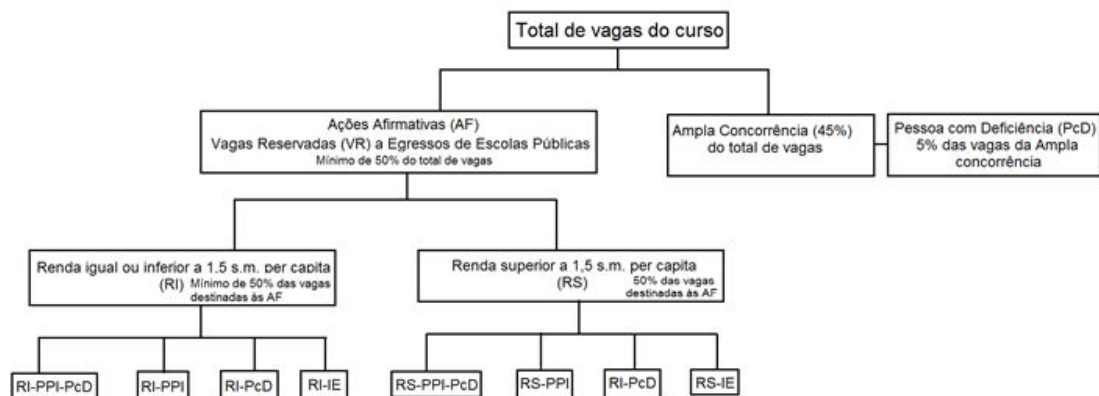 Total de vagas do curso
Ações Afirmativas (AF)
Vagas Reservadas (VR) a Egressos de Escolas Públicas
Mínimo de 50% do total de vagas
Ampla Concorrência (45%)
do total de vagas
Pessoa com Deficiência (PcD)
5% das vagas da Ampla
concorrência
Renda igual ou inferior a 1.5 s.m. per capita
(RI) Mínimo de 50% das vagas
destinadas às AF
Renda superior a 1,5 s.m. per capita
(RS) 50% das vagas
destinadas às AF
RI-PPI-PcD
RI-PPI
RI-PcD
RI-IE
RS-PPI-PcD
RS-PPI
RI-PcD
RS-IE